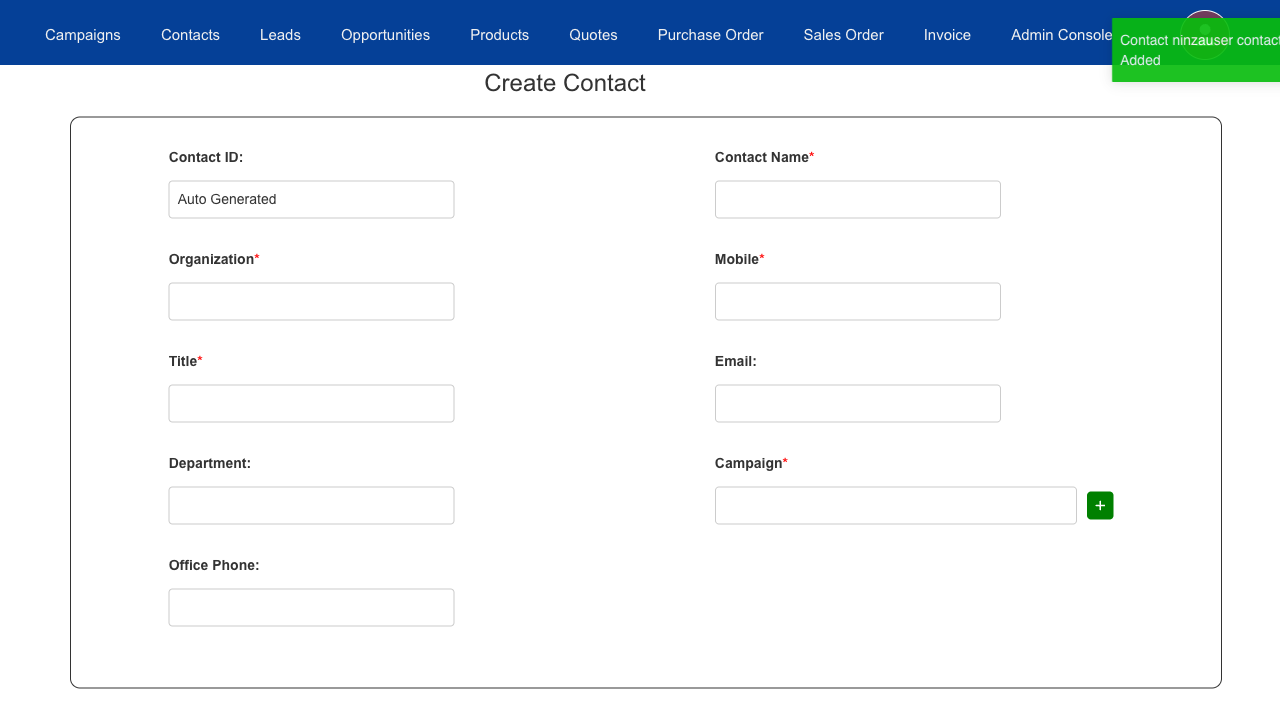 Campaigns Contacts Leads Opportunities Products Quotes Purchase Order Sales Order Invoice Admin Console
Contact ninzauser contact
Added
Create Contact
Contact ID: Contact Name*
Auto Generated
Organization* Mobile*
Title* Email:
Department: Campaign*
+
Office Phone: